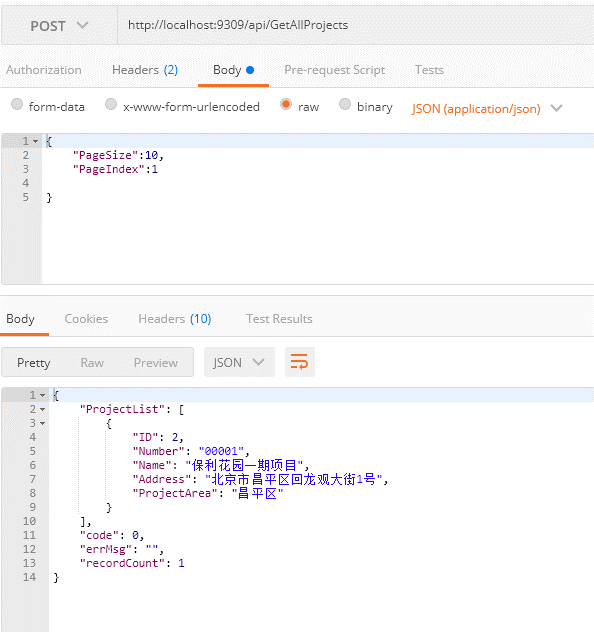 POST http://localhost:9309/api/GetAllProjects
Authorization Headers (2) Body Pre-request Script Tests
form-data x-www-form-urlencoded raw binary JSON (application/json)
1 {
2 "PageSize":10,
3 "PageIndex":1
4
5 }
Body Cookies Headers (10) Test Results
Pretty Raw Preview JSON
1 {
2 "ProjectList": [
3 {
4 "ID": 2,
5 "Number": "00001",
6 "Name": "保利花园一期项目",
7 "Address": "北京市昌平区回龙观大街1号",
8 "ProjectArea": "昌平区"
9 }
10 ],
11 "code": 0,
12 "errMsg": "",
13 "recordCount": 1
14 }